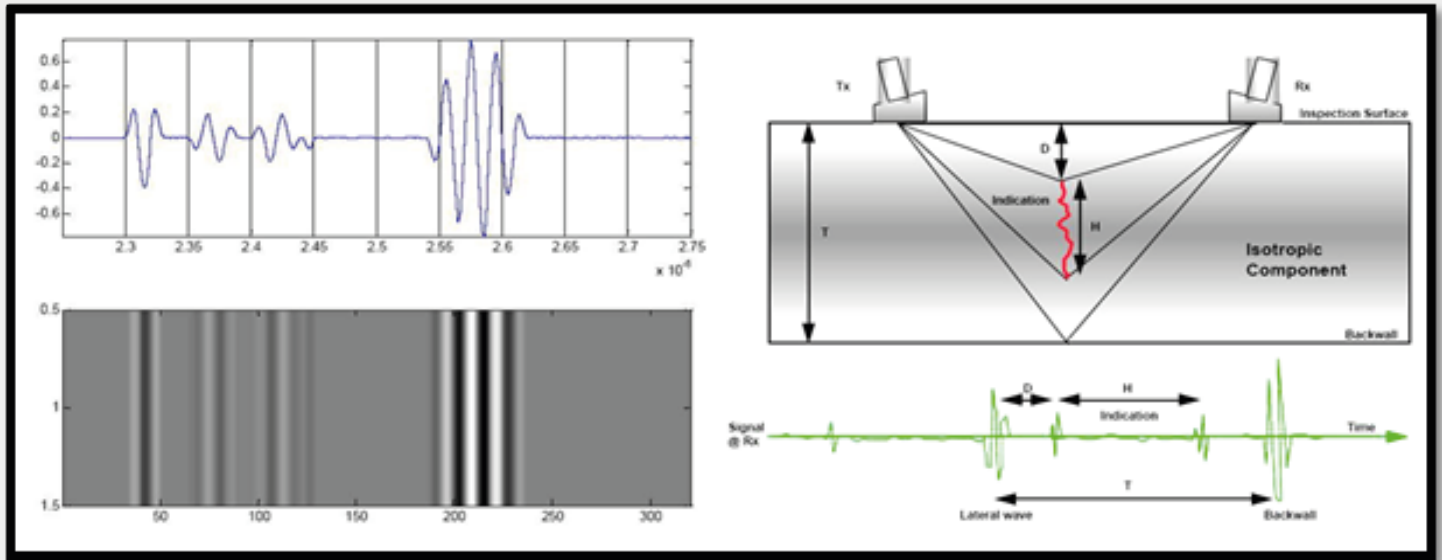 0.6
0.4
0.2
0
-0.2
-0.4
-0.6
2.3 2.35 2.4 2.45 2.5 2.55 2.6 2.65 2.7 2.75
x 10⁻⁶
0.5
1
1.5
50 100 150 200 250 300
Tx Rx
Inspection Surface
D
Indication
H
T
Isotropic
Component
Backwall
D H
Indication
Signal
@ Rx
Time
T
Lateral wave Backwall